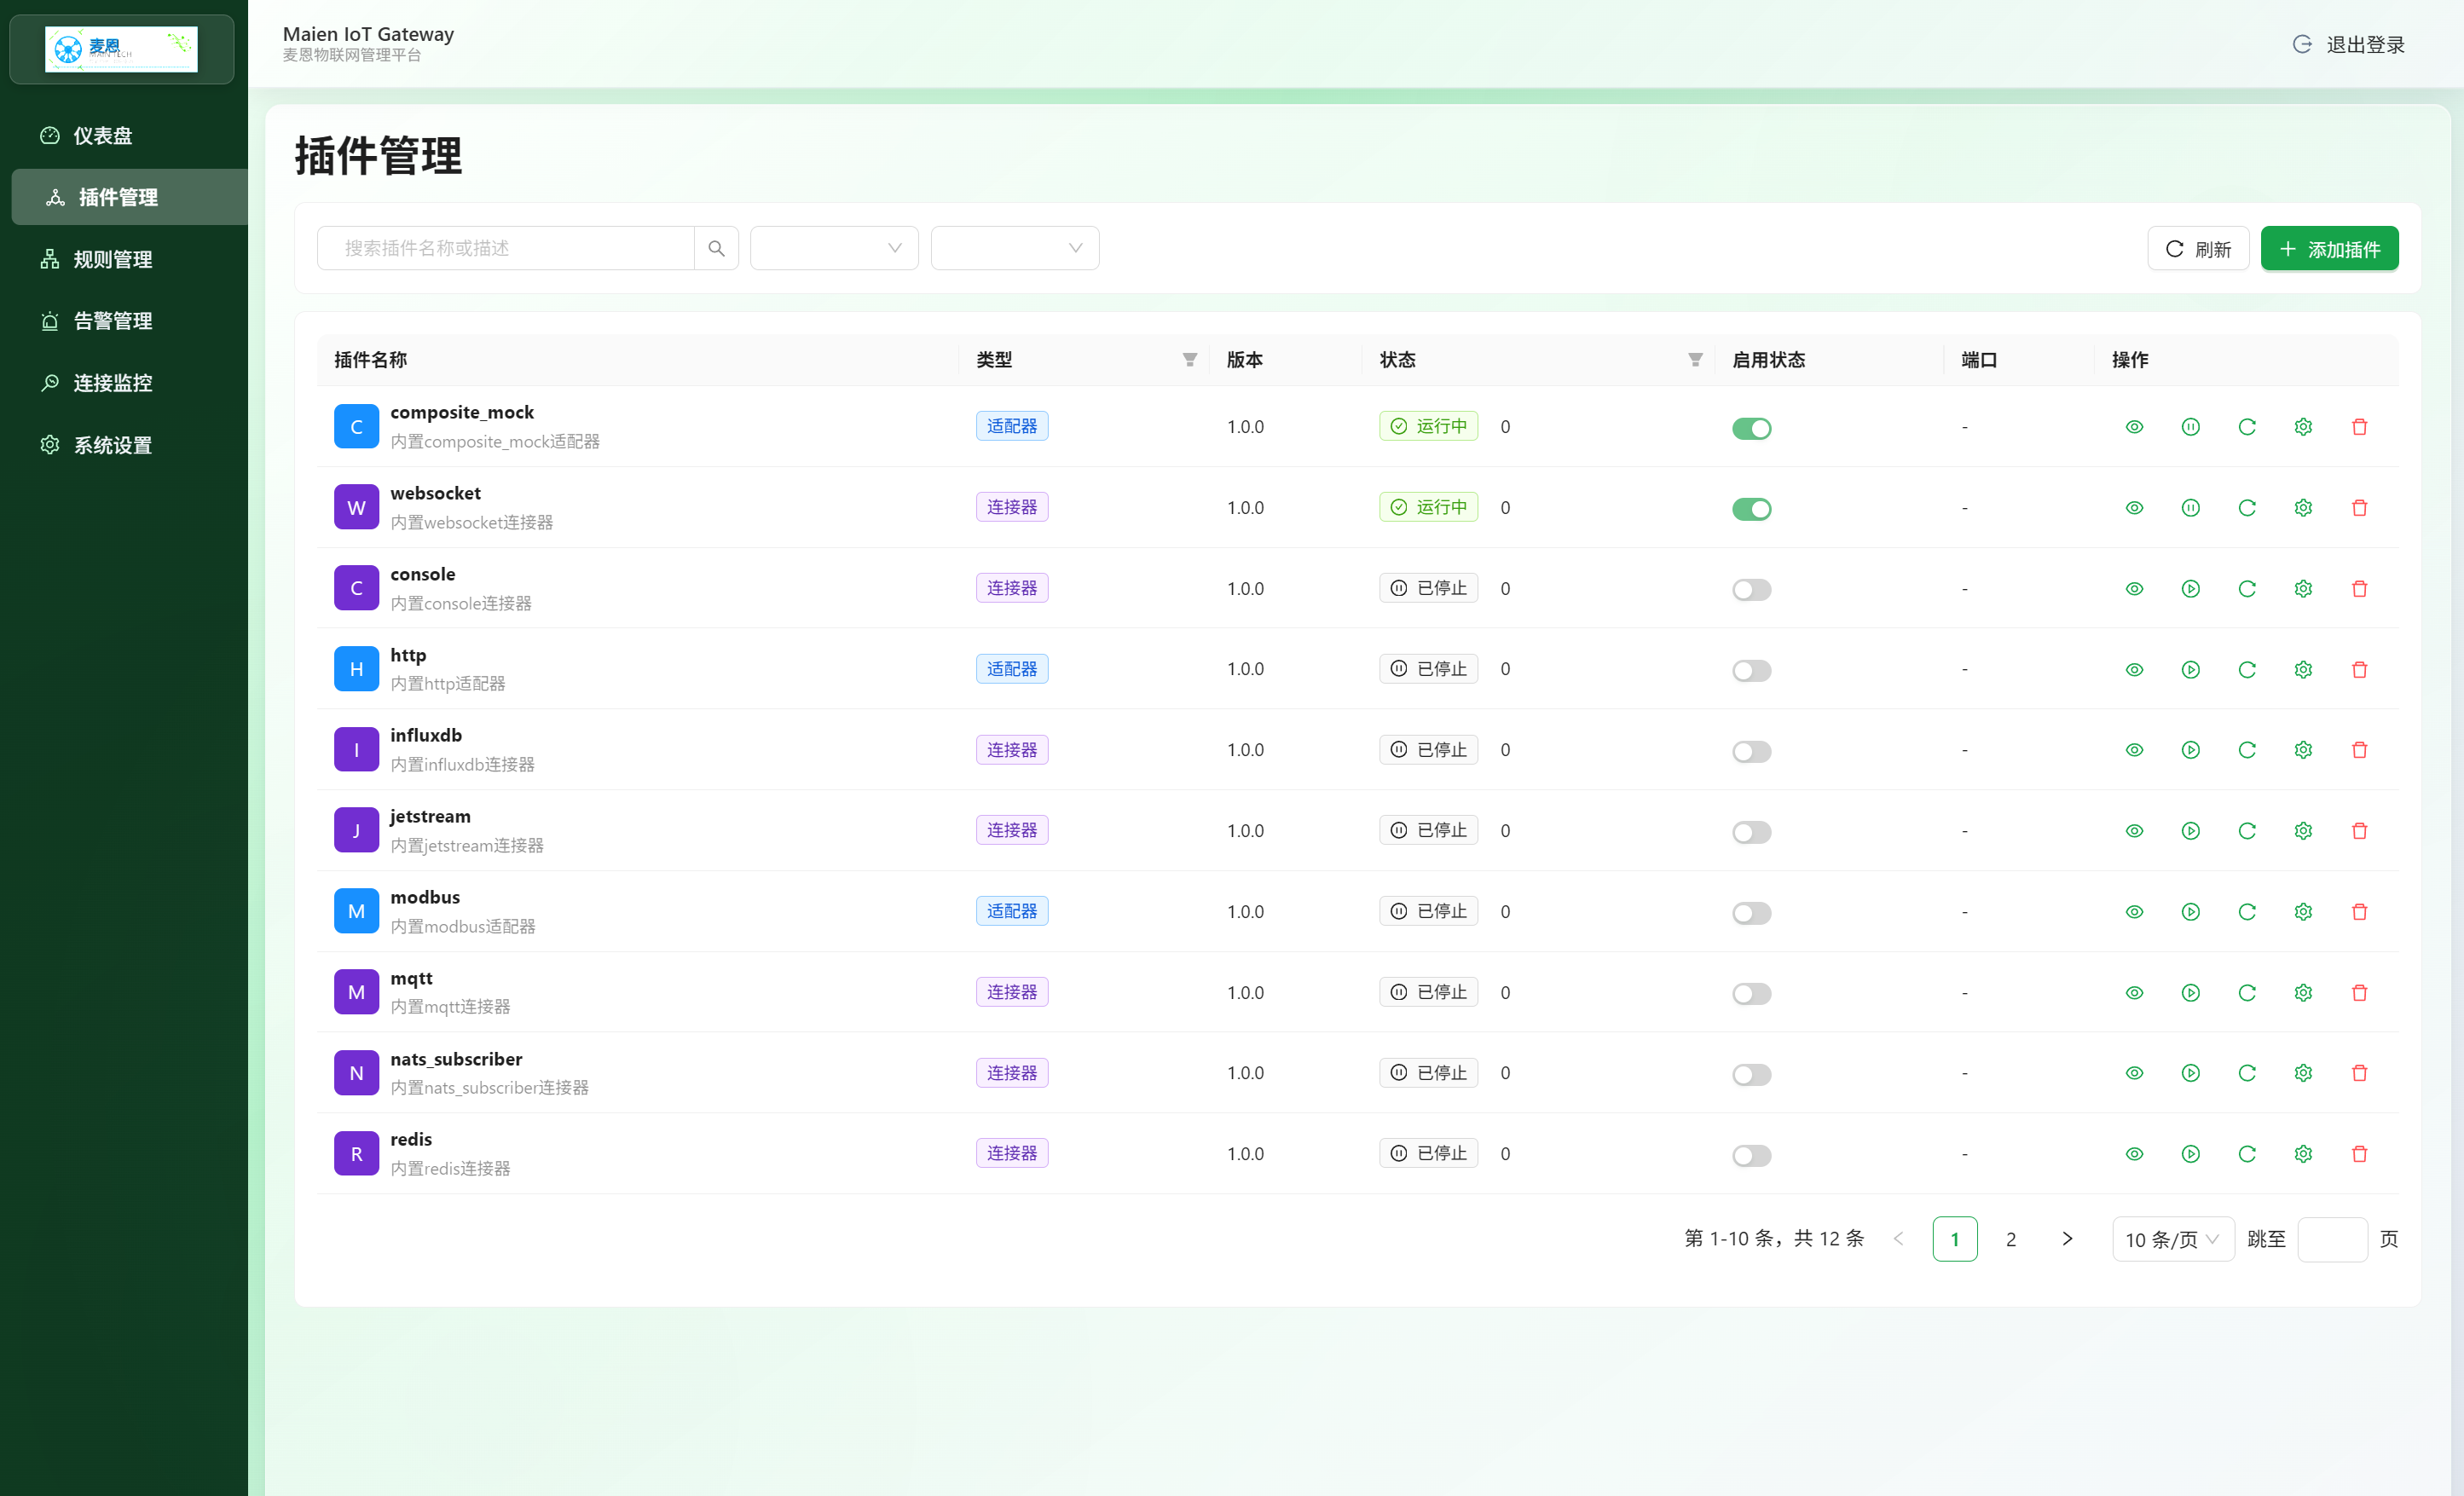 麦恩
MAIN-TECH
Maien IoT Gateway
麦恩物联网管理平台
退出登录
仪表盘
插件管理
规则管理
告警管理
连接监控
系统设置
插件管理
搜索插件名称或描述
刷新
添加插件
插件名称 类型 版本 状态 启用状态 端口 操作
C composite_mock
内置composite_mock适配器
适配器 1.0.0 运行中 0 -
W websocket
内置websocket连接器
连接器 1.0.0 运行中 0 -
C console
内置console连接器
连接器 1.0.0 已停止 0 -
H http
内置http适配器
适配器 1.0.0 已停止 0 -
I influxdb
内置influxdb连接器
连接器 1.0.0 已停止 0 -
J jetstream
内置jetstream连接器
连接器 1.0.0 已停止 0 -
M modbus
内置modbus适配器
适配器 1.0.0 已停止 0 -
M mqtt
内置mqtt连接器
连接器 1.0.0 已停止 0 -
N nats_subscriber
内置nats_subscriber连接器
连接器 1.0.0 已停止 0 -
R redis
内置redis连接器
连接器 1.0.0 已停止 0 -
第 1-10 条，共 12 条 1 2 10 条/页 跳至 页